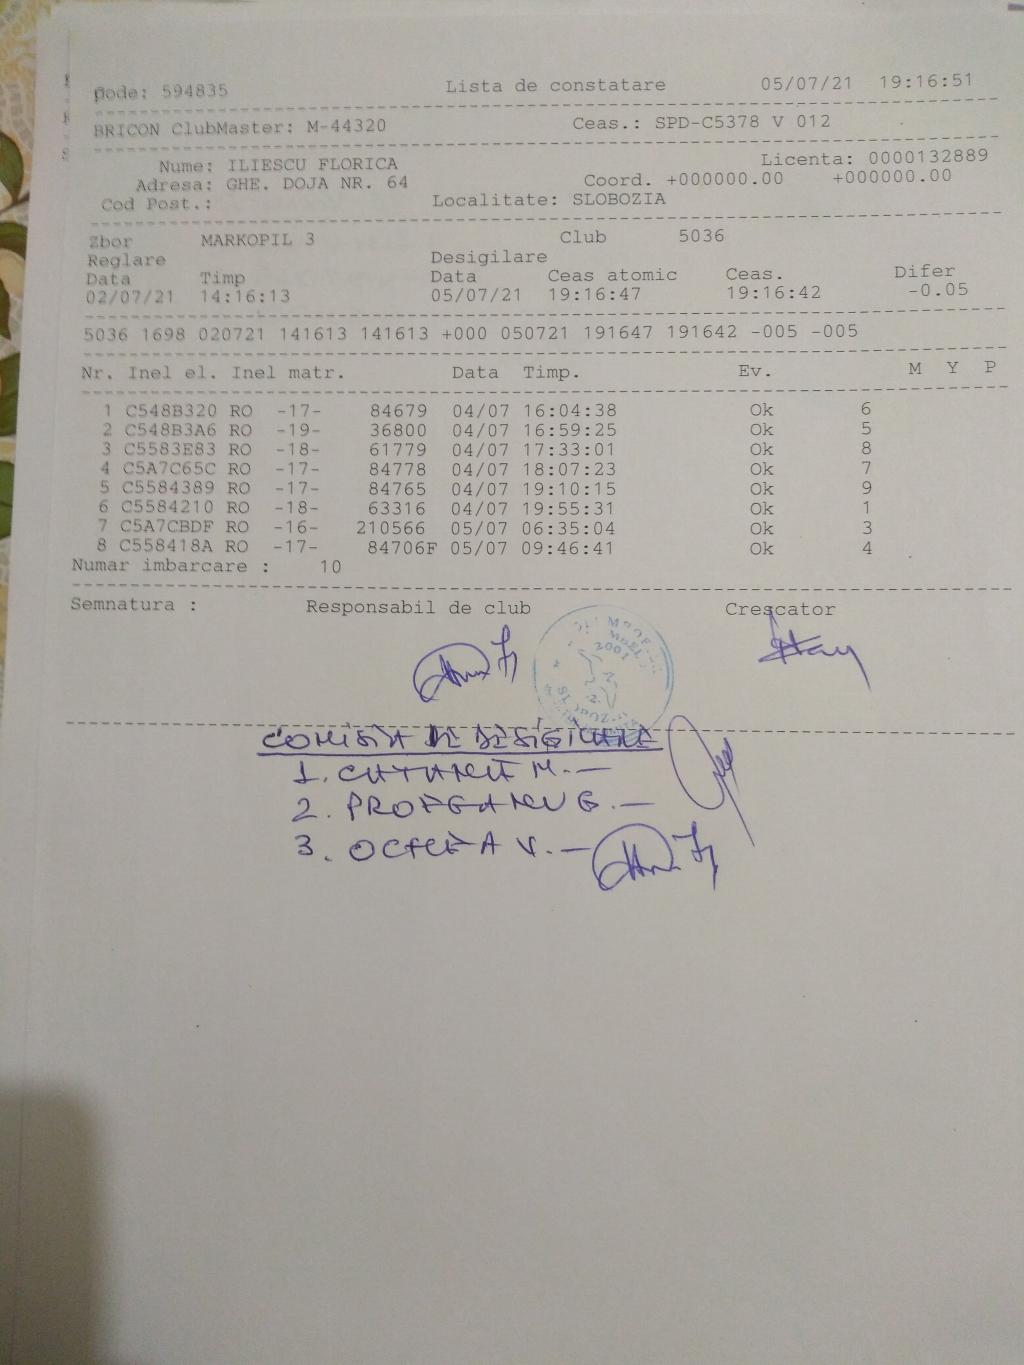 Code: 594835 Lista de constatare 05/07/21 19:16:51
BRICON ClubMaster: M-44320 Ceas.: SPD-C5378 V 012
Nume: ILIESCU FLORICA Licenta: 0000132889
Adresa: GHE. DOJA NR. 64 Coord. +000000.00 +000000.00
Cod Post.: Localitate: SLOBOZIA
Zbor MARKOPIL 3 Club 5036
Reglare Desigilare
Data Timp Data Ceas atomic Ceas. Difer
02/07/21 14:16:13 05/07/21 19:16:47 19:16:42 -0.05
5036 1698 020721 141613 141613 +000 050721 191647 191642 -005 -005
Nr. Inel el. Inel matr. Data Timp. Ev. M Y P
1 C548B320 RO -17- 84679 04/07 16:04:38 Ok 6
2 C548B3A6 RO -19- 36800 04/07 16:59:25 Ok 5
3 C5583E83 RO -18- 61779 04/07 17:33:01 Ok 8
4 C5A7C65C RO -17- 84778 04/07 18:07:23 Ok 7
5 C5584389 RO -17- 84765 04/07 19:10:15 Ok 9
6 C5584210 RO -18- 63316 04/07 19:55:31 Ok 1
7 C5A7CBDF RO -16- 210566 05/07 06:35:04 Ok 3
8 C558418A RO -17- 84706F 05/07 09:46:41 Ok 4
Numar imbarcare : 10
Semnatura : Responsabil de club Crescator
2001
COMISIA DE DESIGILARE
1. M. —
2. PROFEANU G. —
3. V. —